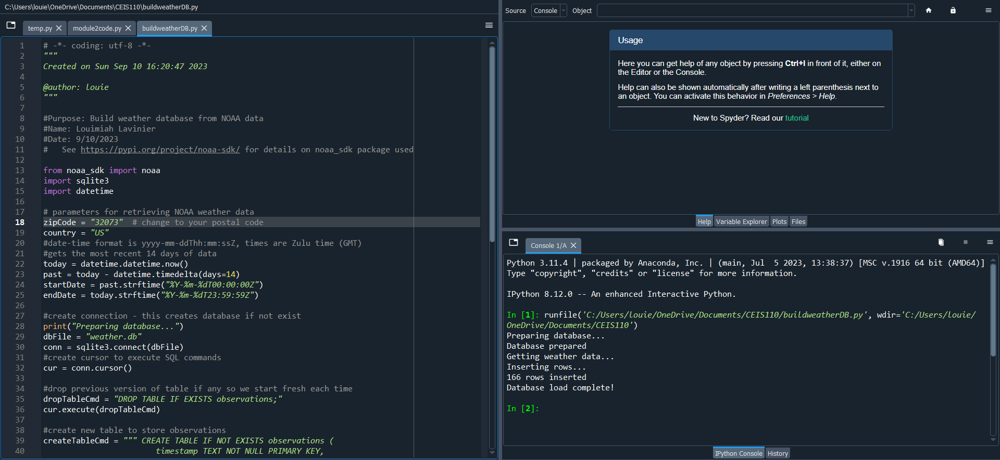 C:\Users\louie\OneDrive\Documents\CEIS110\buildweatherDB.py
temp.py
module2code.py
buildweatherDB.py
1 # -*- coding: utf-8 -*-
2 """
3 Created on Sun Sep 10 16:20:47 2023
4
5 @author: louie
6 """
7
8 #Purpose: Build weather database from NOAA data
9 #Name: Louimiah Lavinier
10 #Date: 9/10/2023
11 #   See https://pypi.org/project/noaa-sdk/ for details on noaa_sdk package used
12
13 from noaa_sdk import noaa
14 import sqlite3
15 import datetime
16
17 # parameters for retrieving NOAA weather data
18 zipCode = "32073"  # change to your postal code
19 country = "US"
20 #date-time format is yyyy-mm-ddThh:mm:ssZ, times are Zulu time (GMT)
21 #gets the most recent 14 days of data
22 today = datetime.datetime.now()
23 past = today - datetime.timedelta(days=14)
24 startDate = past.strftime("%Y-%m-%dT00:00:00Z")
25 endDate = today.strftime("%Y-%m-%dT23:59:59Z")
26
27 #create connection - this creates database if not exist
28 print("Preparing database...")
29 dbFile = "weather.db"
30 conn = sqlite3.connect(dbFile)
31 #create cursor to execute SQL commands
32 cur = conn.cursor()
33
34 #drop previous version of table if any so we start fresh each time
35 dropTableCmd = "DROP TABLE IF EXISTS observations;"
36 cur.execute(dropTableCmd)
37
38 #create new table to store observations
39 createTableCmd = """ CREATE TABLE IF NOT EXISTS observations (
40                         timestamp TEXT NOT NULL PRIMARY KEY,
Source Console Object
Usage
Here you can get help of any object by pressing Ctrl+I in front of it, either on
the Editor or the Console.
Help can also be shown automatically after writing a left parenthesis next to
an object. You can activate this behavior in Preferences > Help.
New to Spyder? Read our tutorial
Help Variable Explorer Plots Files
Console 1/A
Python 3.11.4 | packaged by Anaconda, Inc. | (main, Jul  5 2023, 13:38:37) [MSC v.1916 64 bit (AMD64)]
Type "copyright", "credits" or "license" for more information.
IPython 8.12.0 -- An enhanced Interactive Python.
In [1]: runfile('C:/Users/louie/OneDrive/Documents/CEIS110/buildweatherDB.py', wdir='C:/Users/louie/
OneDrive/Documents/CEIS110')
Preparing database...
Database prepared
Getting weather data...
Inserting rows...
166 rows inserted
Database load complete!
In [2]:
IPython Console History